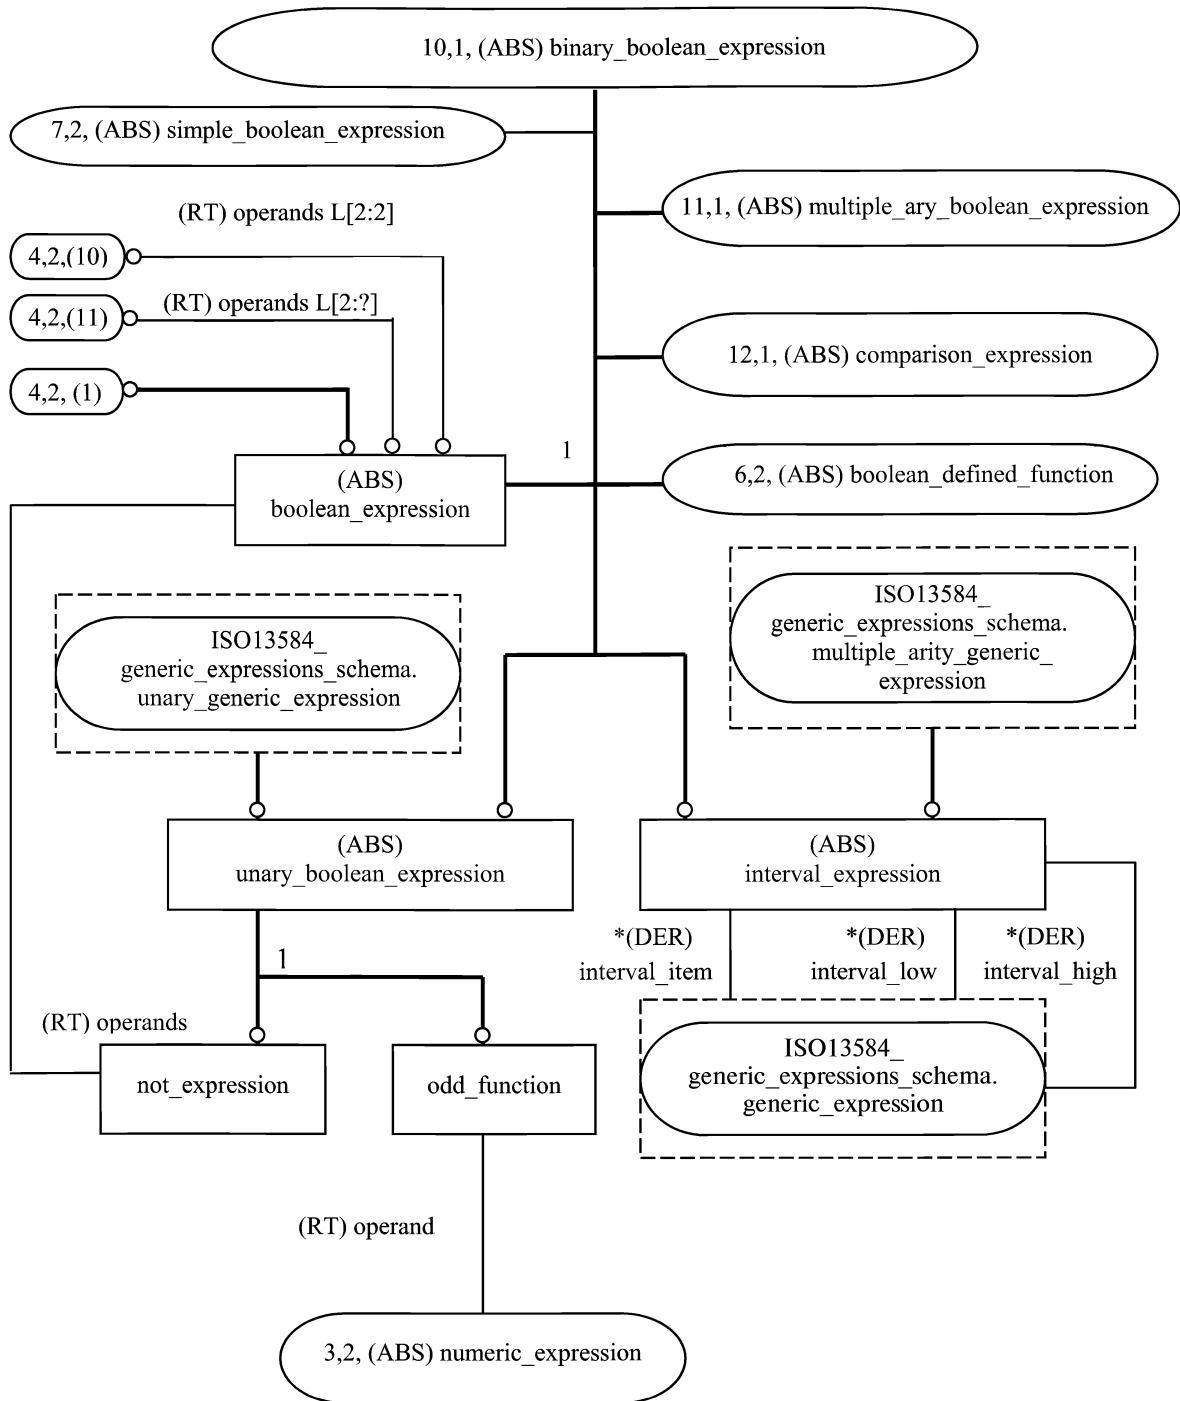 10,1, (ABS) binary_boolean_expression
7,2, (ABS) simple_boolean_expression
11,1, (ABS) multiple_ary_boolean_expression
(RT) operands L[2:2]
4,2,(10)
(RT) operands L[2:?]
4,2,(11)
12,1, (ABS) comparison_expression
4,2, (1)
1
(ABS)
boolean_expression
6,2, (ABS) boolean_defined_function
ISO13584_
generic_expressions_schema.
multiple_arity_generic_
expression
ISO13584_
generic_expressions_schema.
unary_generic_expression
(ABS)
unary_boolean_expression
(ABS)
interval_expression
*(DER)
interval_item
*(DER)
interval_low
*(DER)
interval_high
1
(RT) operands
not_expression
odd_function
ISO13584_
generic_expressions_schema.
generic_expression
(RT) operand
3,2, (ABS) numeric_expression